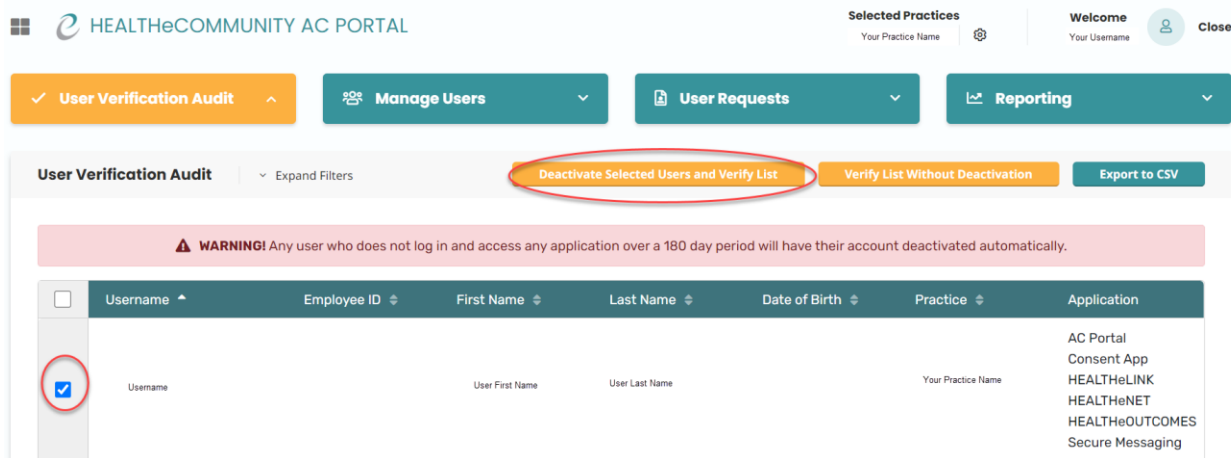 HEALTHeCOMMUNITY AC PORTAL
Selected Practices
Your Practice Name
Welcome
Your Username
Close
User Verification Audit
Manage Users
User Requests
Reporting
User Verification Audit
Expand Filters
Deactivate Selected Users and Verify List
Verify List Without Deactivation
Export to CSV
WARNING! Any user who does not log in and access any application over a 180 day period will have their account deactivated automatically.
Username Employee ID First Name Last Name Date of Birth Practice Application
Username User First Name User Last Name Your Practice Name
AC Portal
Consent App
HEALTHeLINK
HEALTHeNET
HEALTHeOUTCOMES
Secure Messaging